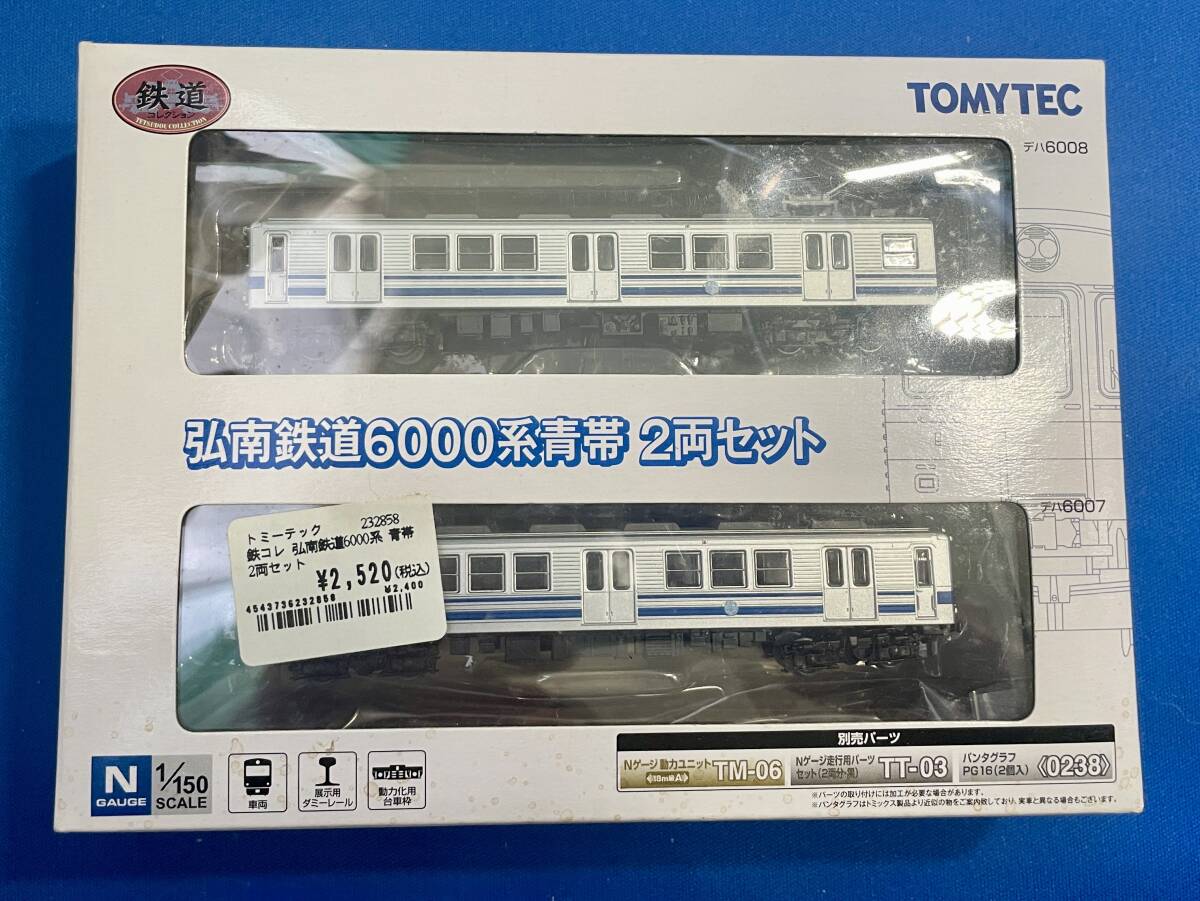 鉄道
コレクション
TETSUDOU COLLECTION
TOMYTEC
デハ6008
弘南鉄道6000系青帯 2両セット
デハ6007
トミーテック 232858
鉄コレ 弘南鉄道6000系 青帯
2両セット
¥2,520(税込)
¥2,400
4543736232858
N
GAUGE
1/150
SCALE
車両
展示用
ダミーレール
動力化用
台車枠
別売パーツ
Nゲージ 動力ユニット
《18m級A》
TM-06
Nゲージ走行用パーツ
セット(2両分・黒)
TT-03
パンタグラフ
PG16(2個入)
《0238》
※パーツの取り付けには加工が必要な場合があります。
※パンタグラフはトミックス製品より近似の物をご案内致しており、実車と異なる場合もございます。